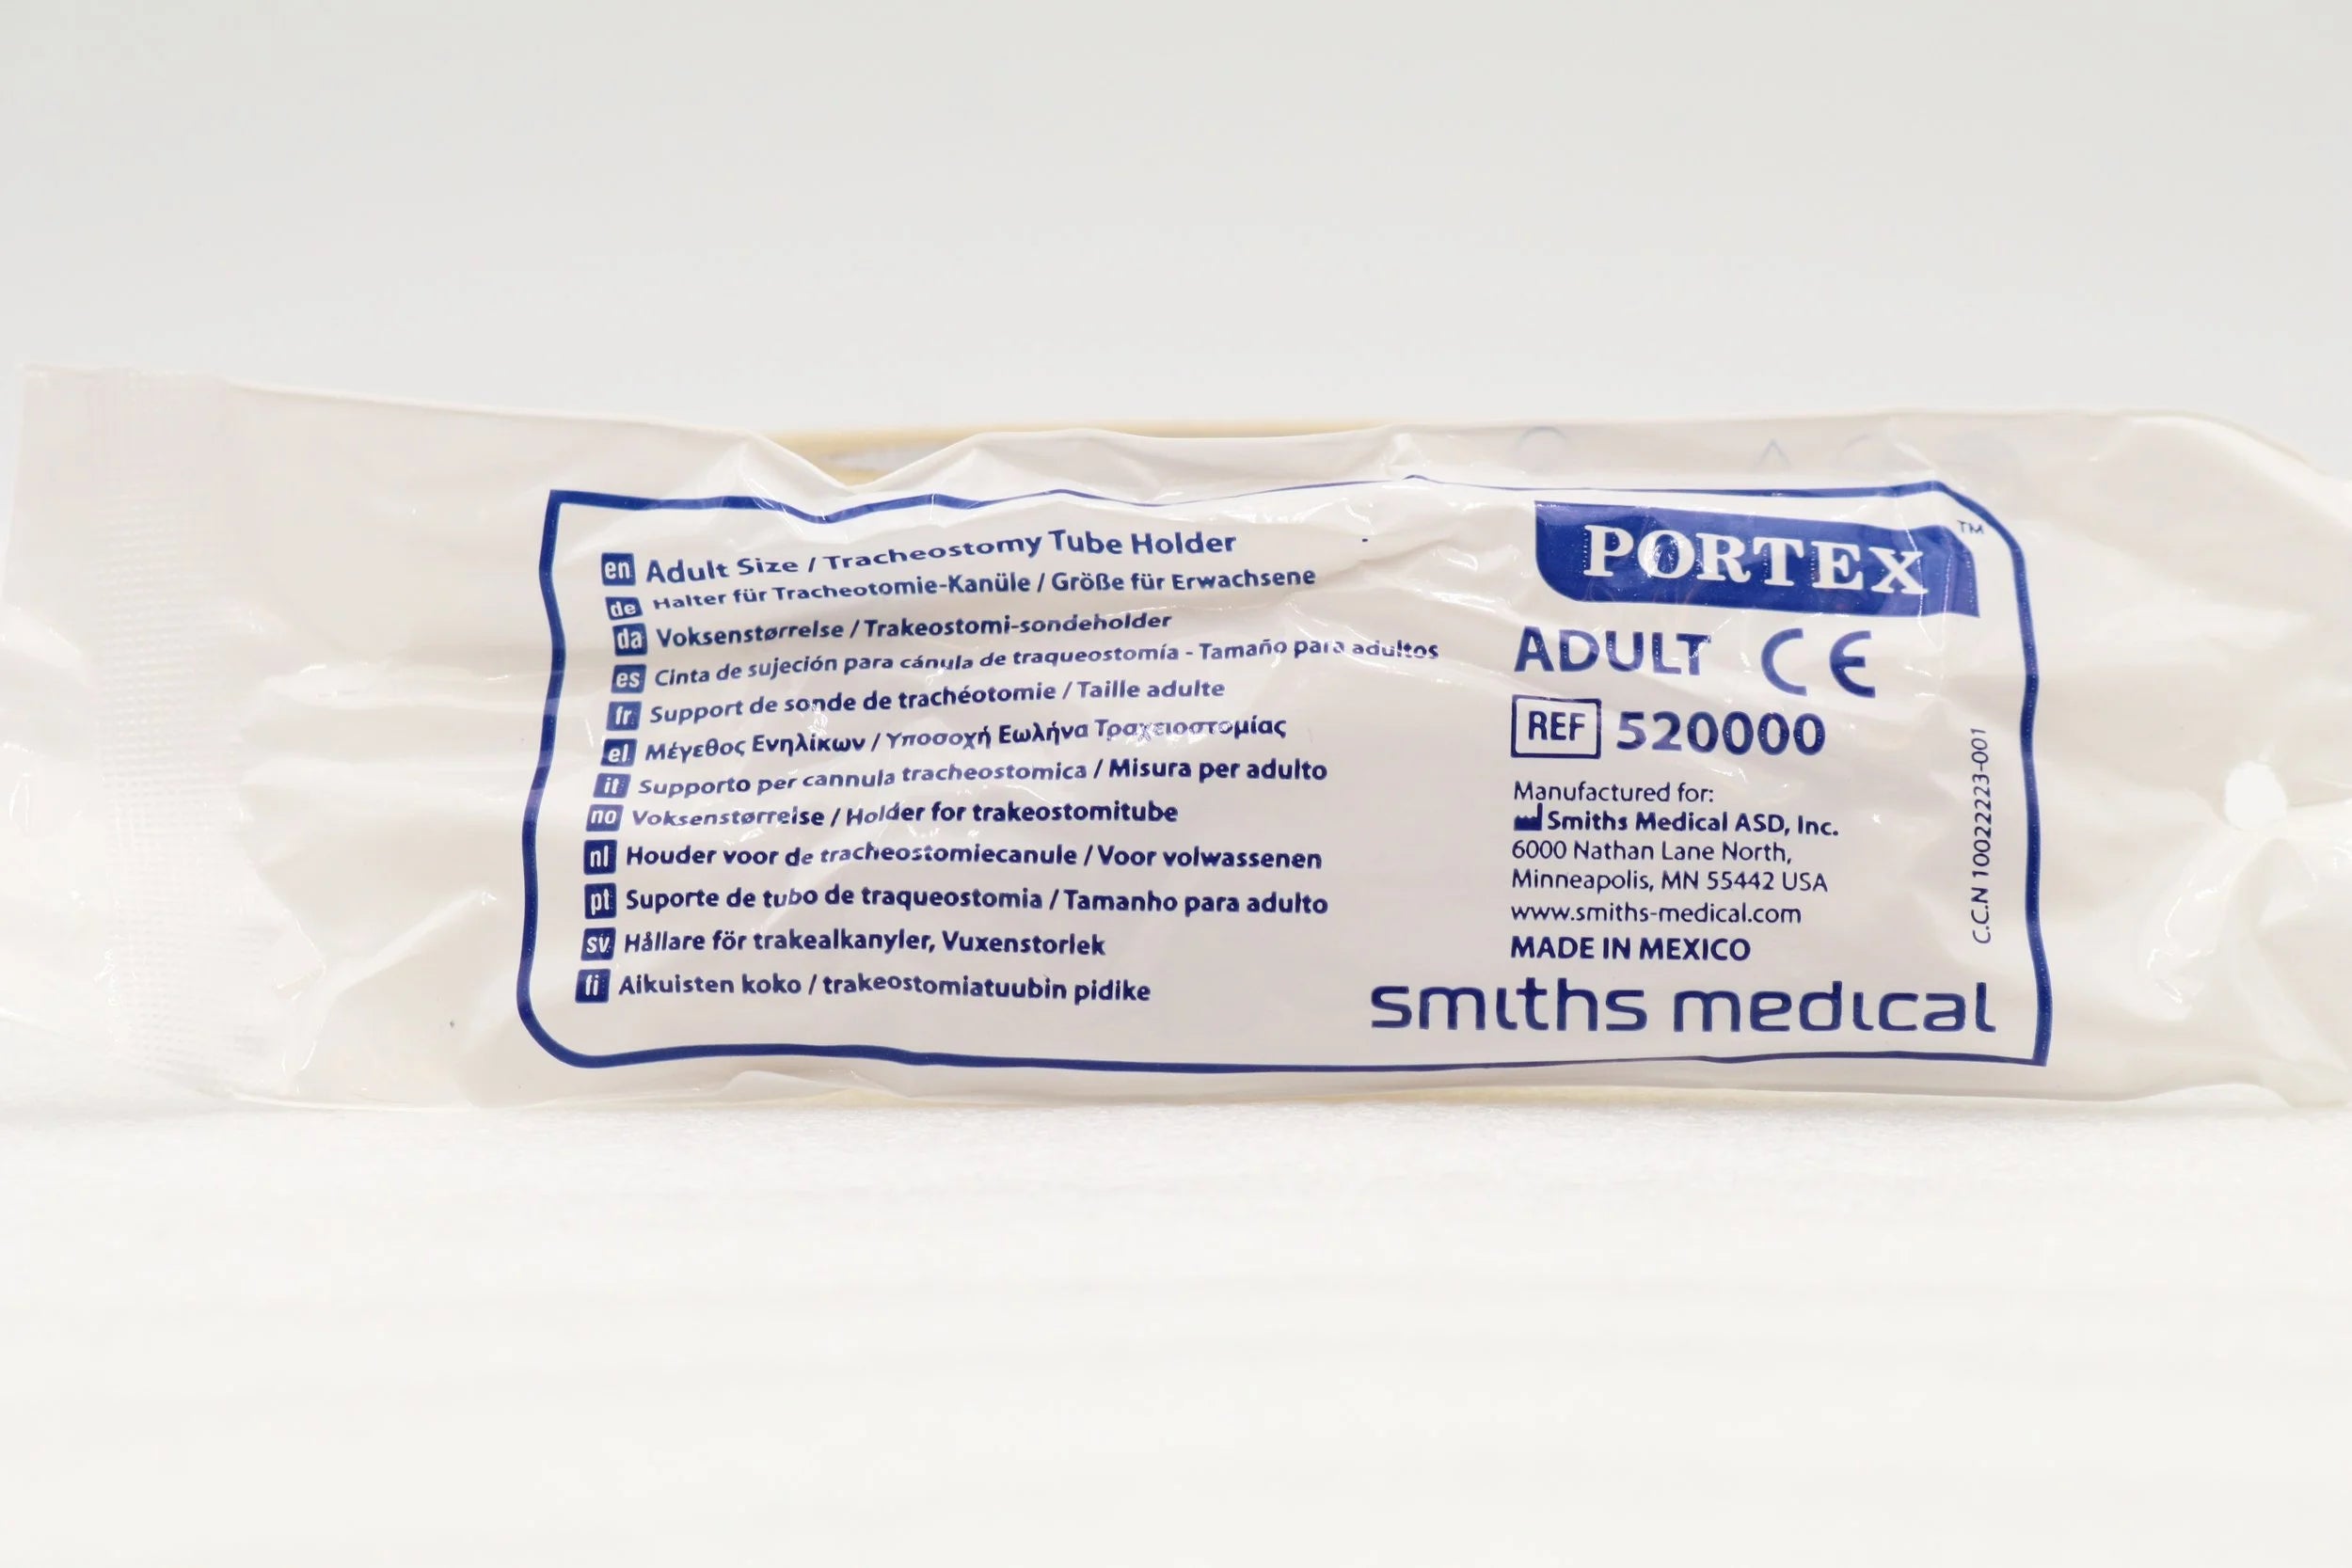 en Adult Size / Tracheostomy Tube Holder
de Halter für Tracheotomie-Kanüle / Größe für Erwachsene
da Voksenstørrelse / Trakeostomi-sondeholder
es Cinta de sujeción para cánula de traqueostomía - Tamaño para adultos
fr Support de sonde de trachéotomie / Taille adulte
el Μέγεθος Ενηλίκων / Υποσοχή Εωλήνα Τραχειοστομίας
it Supporto per cannula tracheostomica / Misura per adulto
no Voksenstørrelse / Holder for trakeostomitube
nl Houder voor de tracheostomiecanule / Voor volwassenen
pt Suporte de tubo de traqueostomia / Tamanho para adulto
sv Hållare för trakealkanyler, Vuxenstorlek
fi Aikuisten koko / trakeostomiatuubin pidike
PORTEX™
ADULT CE
REF 520000
Manufactured for:
Smiths Medical ASD, Inc.
6000 Nathan Lane North,
Minneapolis, MN 55442 USA
www.smiths-medical.com
MADE IN MEXICO
smiths medical
C.C.N 10022223-001